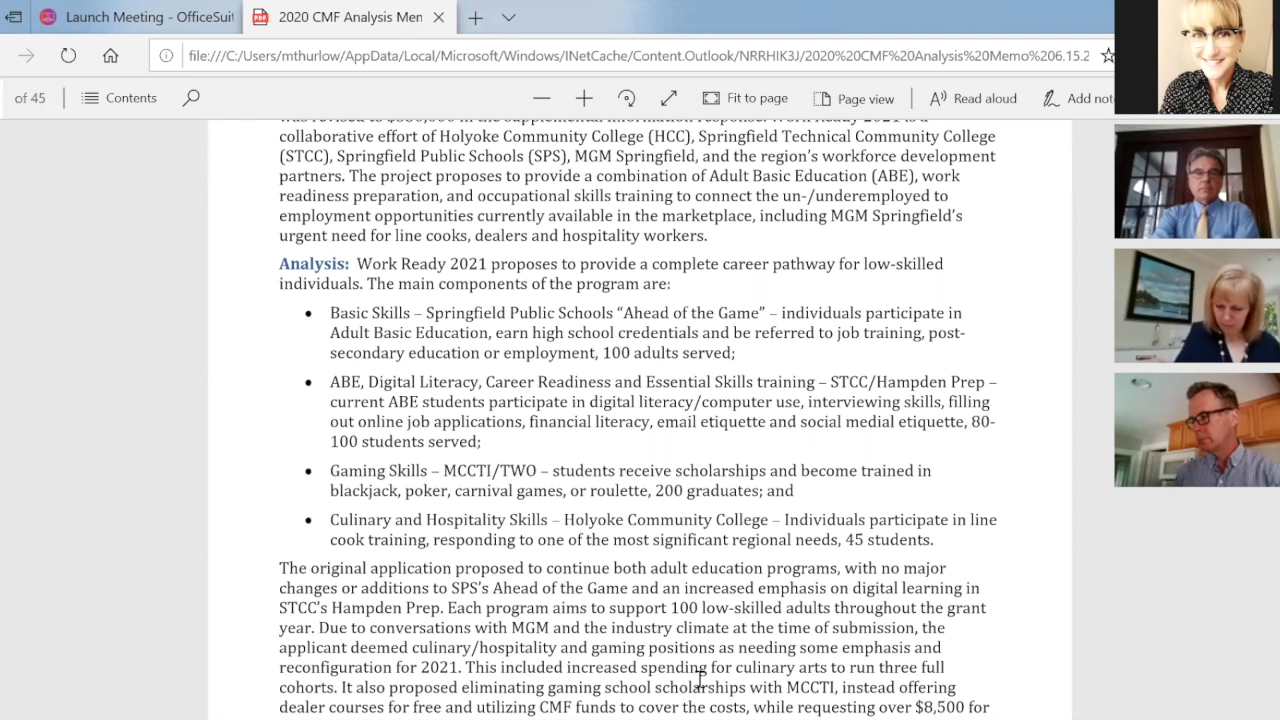 Launch Meeting - OfficeSuit
2020 CMF Analysis Mem
file:///C:/Users/mthurlow/AppData/Local/Microsoft/Windows/INetCache/Content.Outlook/NRRHIK3J/2020%20CMF%20Analysis%20Memo%206.15.2
of 45
Contents
Fit to page
Page view
Read aloud
Add not
collaborative effort of Holyoke Community College (HCC), Springfield Technical Community College
(STCC), Springfield Public Schools (SPS), MGM Springfield, and the region's workforce development
partners. The project proposes to provide a combination of Adult Basic Education (ABE), work
readiness preparation, and occupational skills training to connect the un-/underemployed to
employment opportunities currently available in the marketplace, including MGM Springfield's
urgent need for line cooks, dealers and hospitality workers.
Analysis: Work Ready 2021 proposes to provide a complete career pathway for low-skilled
individuals. The main components of the program are:
• Basic Skills – Springfield Public Schools “Ahead of the Game” – individuals participate in
Adult Basic Education, earn high school credentials and be referred to job training, post-
secondary education or employment, 100 adults served;
• ABE, Digital Literacy, Career Readiness and Essential Skills training – STCC/Hampden Prep –
current ABE students participate in digital literacy/computer use, interviewing skills, filling
out online job applications, financial literacy, email etiquette and social medial etiquette, 80-
100 students served;
• Gaming Skills – MCCTI/TWO – students receive scholarships and become trained in
blackjack, poker, carnival games, or roulette, 200 graduates; and
• Culinary and Hospitality Skills – Holyoke Community College – Individuals participate in line
cook training, responding to one of the most significant regional needs, 45 students.
The original application proposed to continue both adult education programs, with no major
changes or additions to SPS's Ahead of the Game and an increased emphasis on digital learning in
STCC's Hampden Prep. Each program aims to support 100 low-skilled adults throughout the grant
year. Due to conversations with MGM and the industry climate at the time of submission, the
applicant deemed culinary/hospitality and gaming positions as needing some emphasis and
reconfiguration for 2021. This included increased spending for culinary arts to run three full
cohorts. It also proposed eliminating gaming school scholarships with MCCTI, instead offering
dealer courses for free and utilizing CMF funds to cover the costs, while requesting over $8,500 for